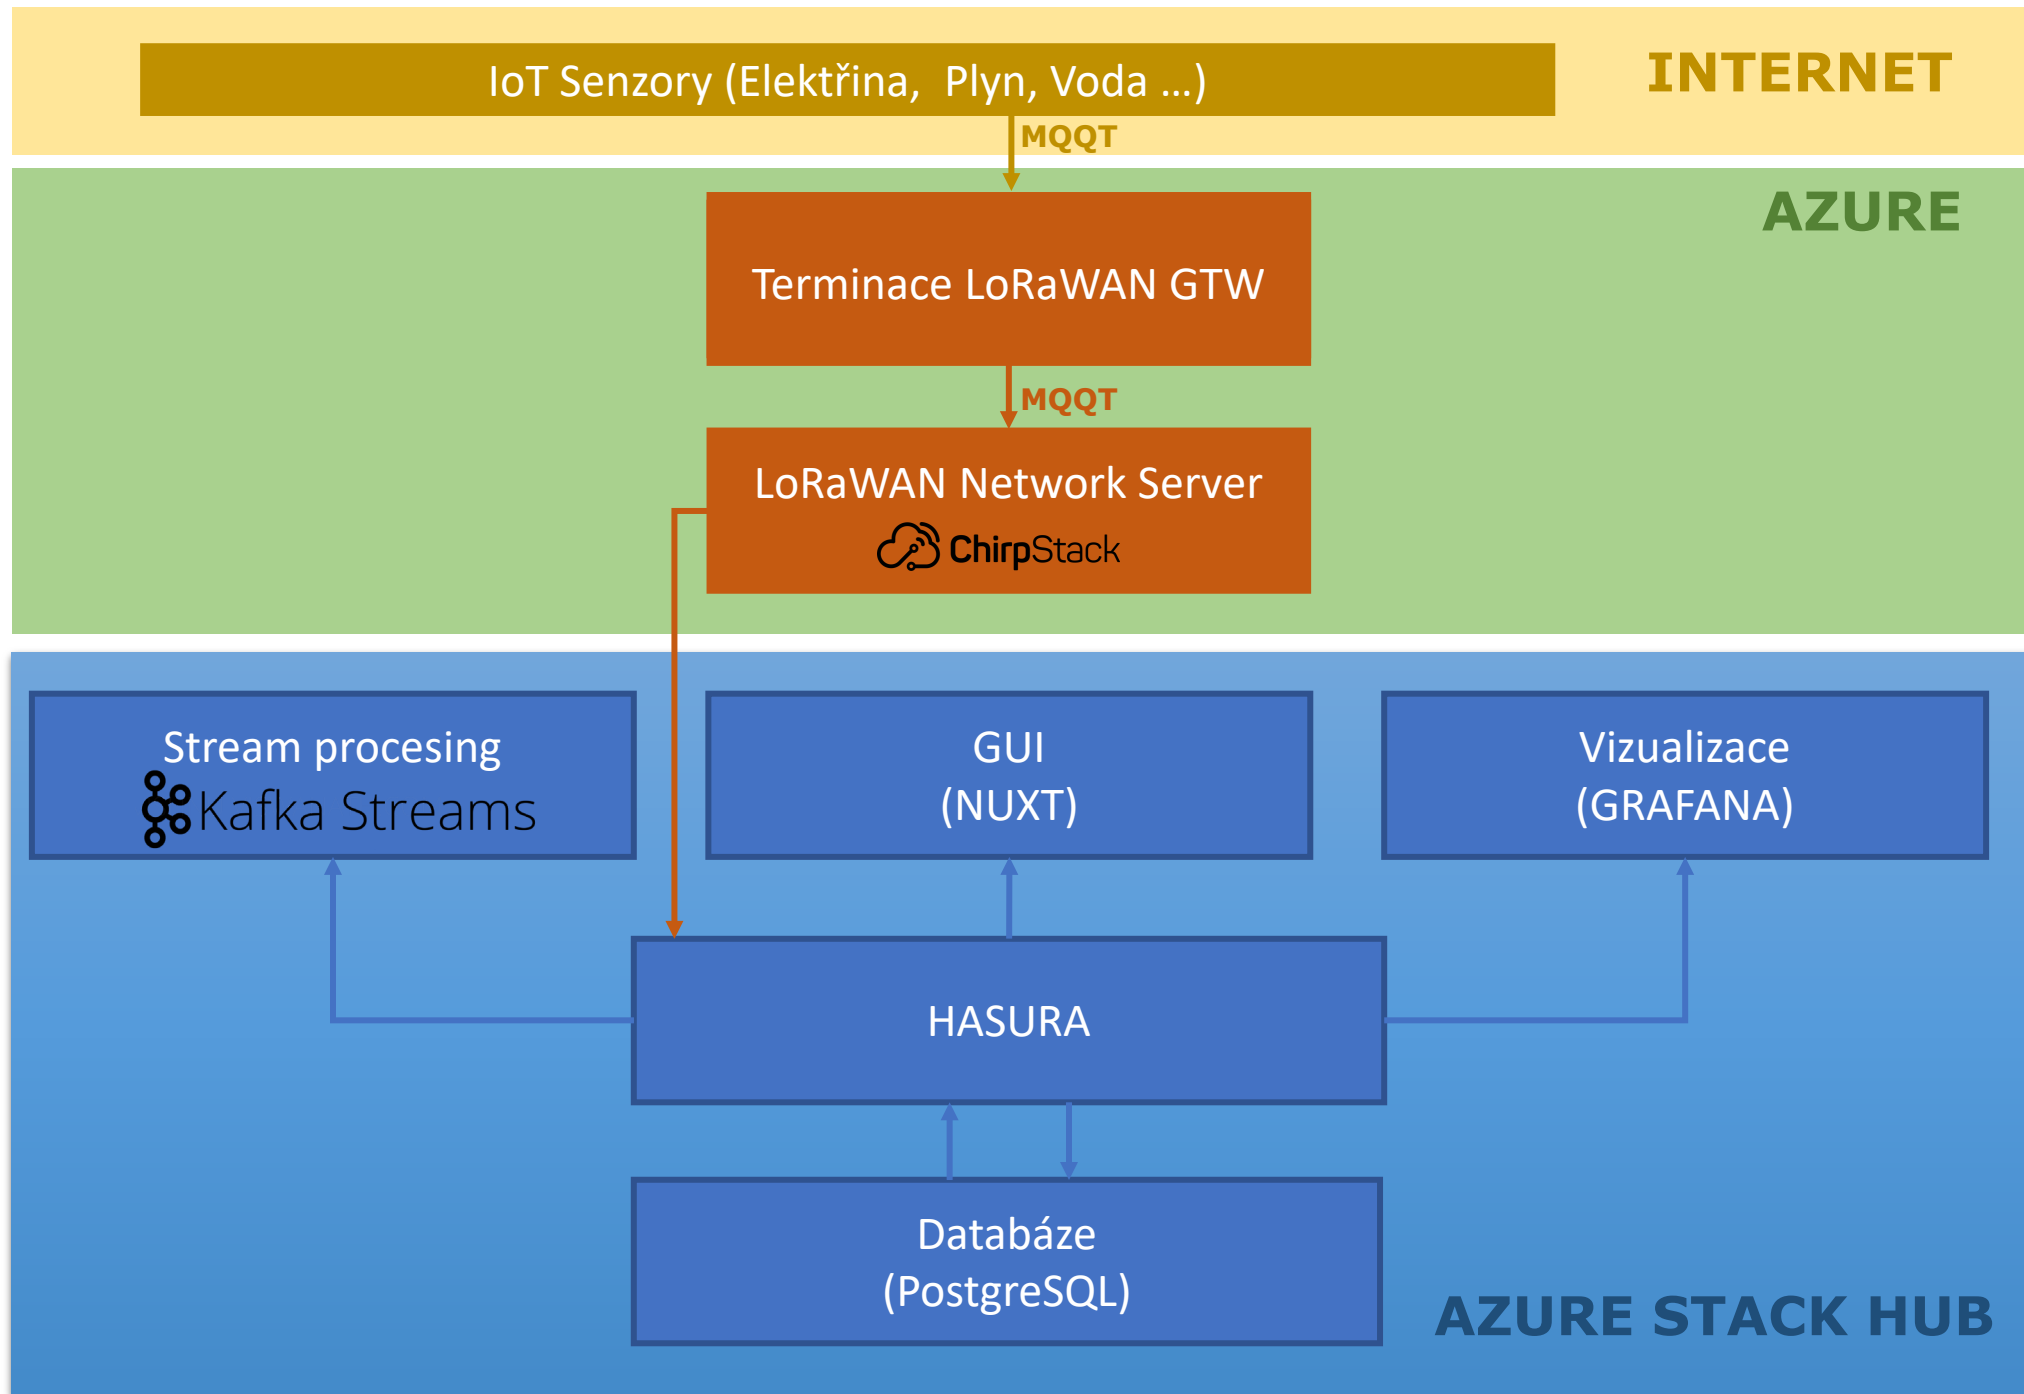 IoT Senzory (Elektřina,  Plyn, Voda ...)
INTERNET
MQQT
AZURE
Terminace LoRaWAN GTW
MQQT
LoRaWAN Network Server
ChirpStack
Stream procesing
Kafka Streams
GUI
(NUXT)
Vizualizace
(GRAFANA)
HASURA
Databáze
(PostgreSQL)
AZURE STACK HUB